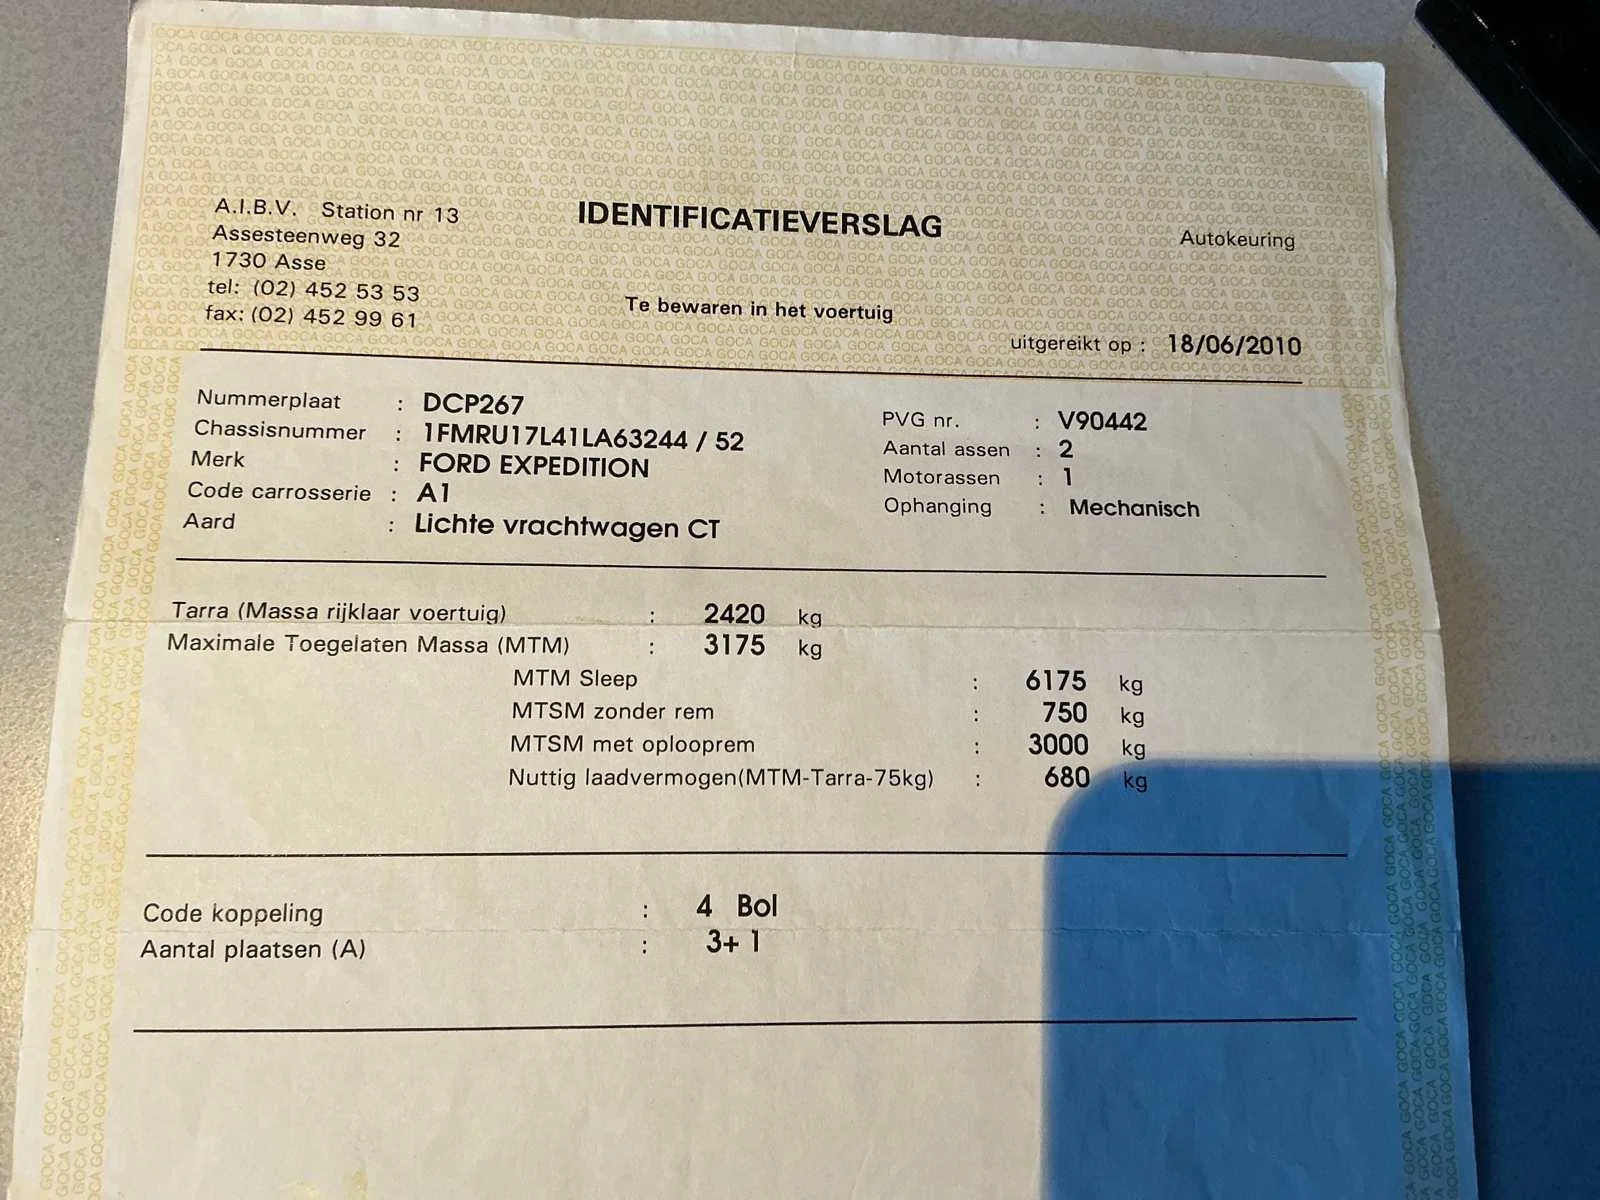 A.I.B.V. Station nr 13
Assesteenweg 32
1730 Asse
tel: (02) 452 53 53
fax: (02) 452 99 61
IDENTIFICATIEVERSLAG
Te bewaren in het voertuig
Autokeuring
uitgereikt op : 18/06/2010
Nummerplaat : DCP267
Chassisnummer : 1FMRU17L41LA63244 / 52
Merk : FORD EXPEDITION
Code carrosserie : A1
Aard : Lichte vrachtwagen CT
PVG nr. : V90442
Aantal assen : 2
Motorassen : 1
Ophanging : Mechanisch
Tarra (Massa rijklaar voertuig) : 2420 kg
Maximale Toegelaten Massa (MTM) : 3175 kg
MTM Sleep : 6175 kg
MTSM zonder rem : 750 kg
MTSM met oplooprem : 3000 kg
Nuttig laadvermogen(MTM-Tarra-75kg) : 680 kg
Code koppeling : 4 Bol
Aantal plaatsen (A) : 3+ 1